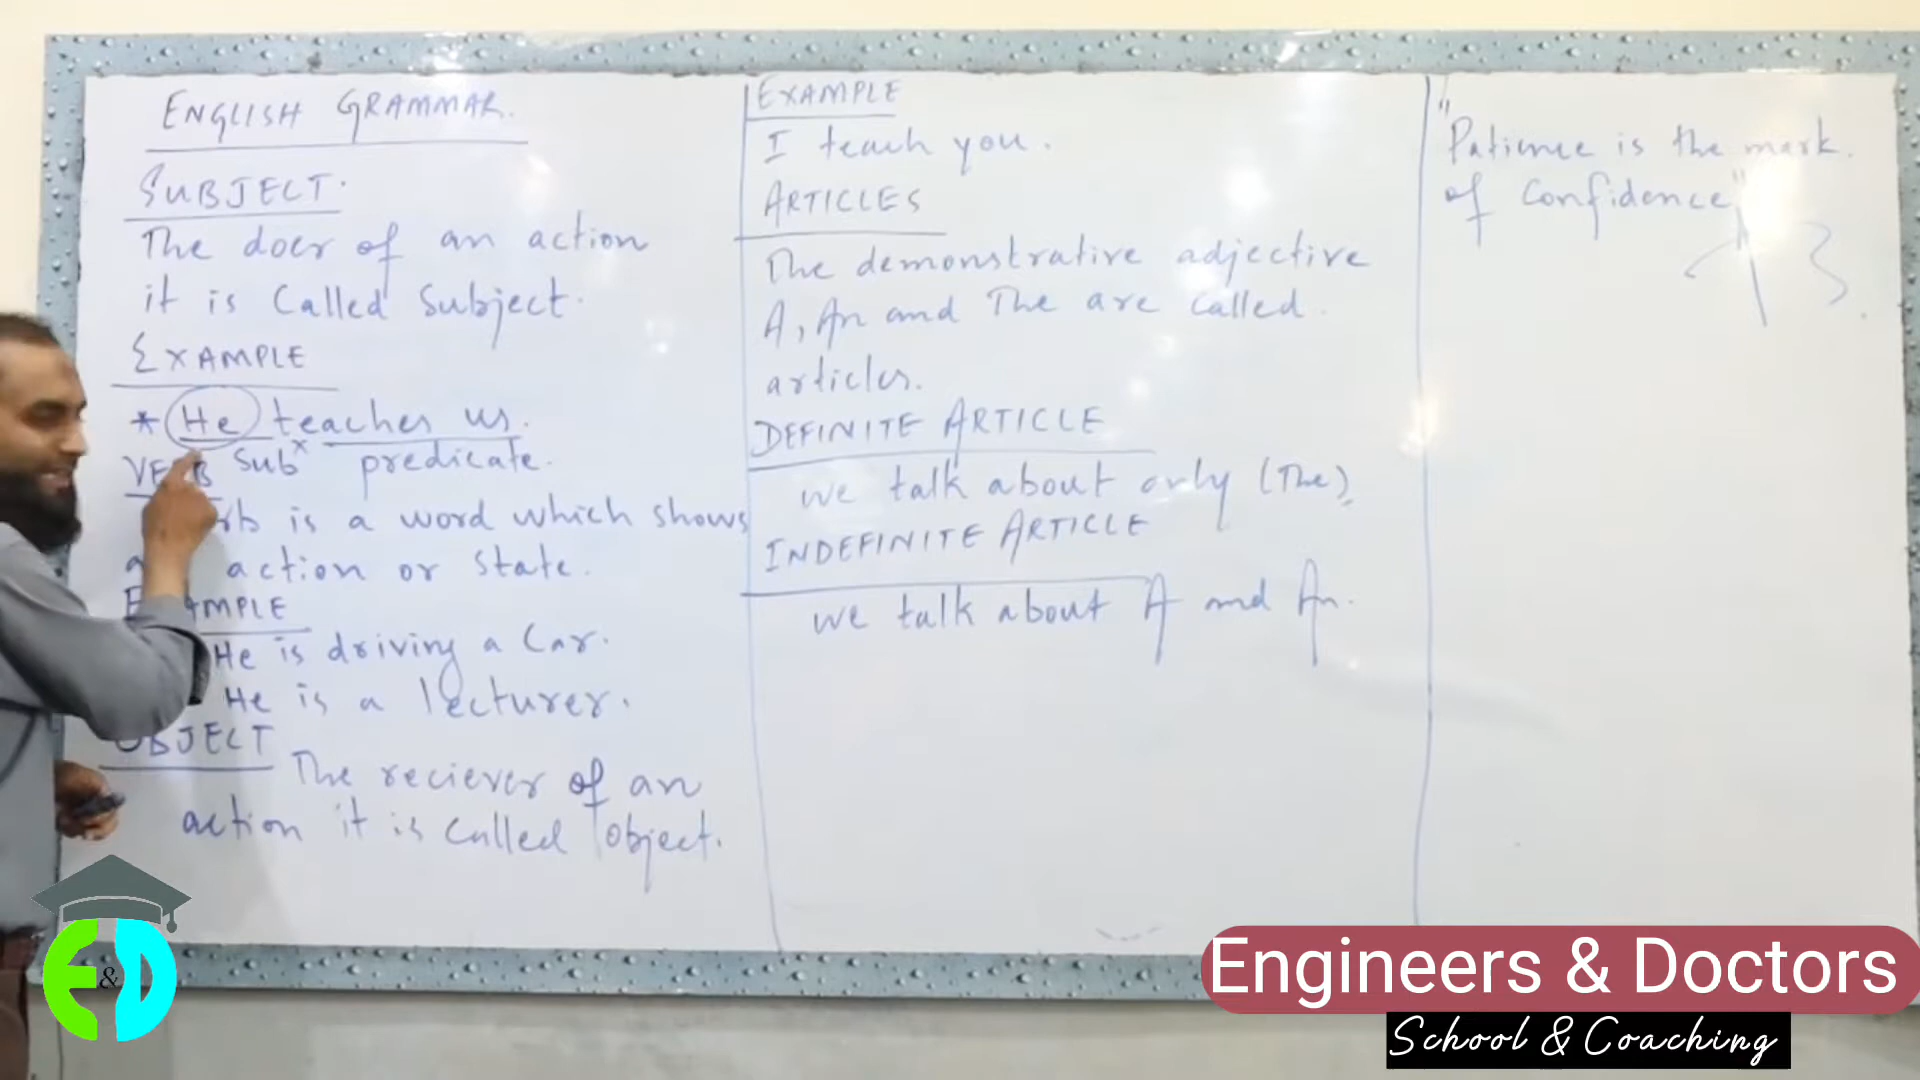 ENGLISH GRAMMAR.
SUBJECT.
The doer of an action
it is Called Subject.
EXAMPLE
* He teaches us.
Sub x predicate.
VERB
is a word which shows
action or state.
EXAMPLE
He is driving a Car.
He is a lecturer.
OBJECT
The reciever of an
action it is called object.
EXAMPLE
I teach you.
ARTICLES
The demonstrative adjective
A, An and The are called
articles.
DEFINITE ARTICLE
we talk about only (The)
INDEFINITE ARTICLE
we talk about A and An.
"Patience is the mark
of Confidence"
E&D
Engineers & Doctors
School & Coaching